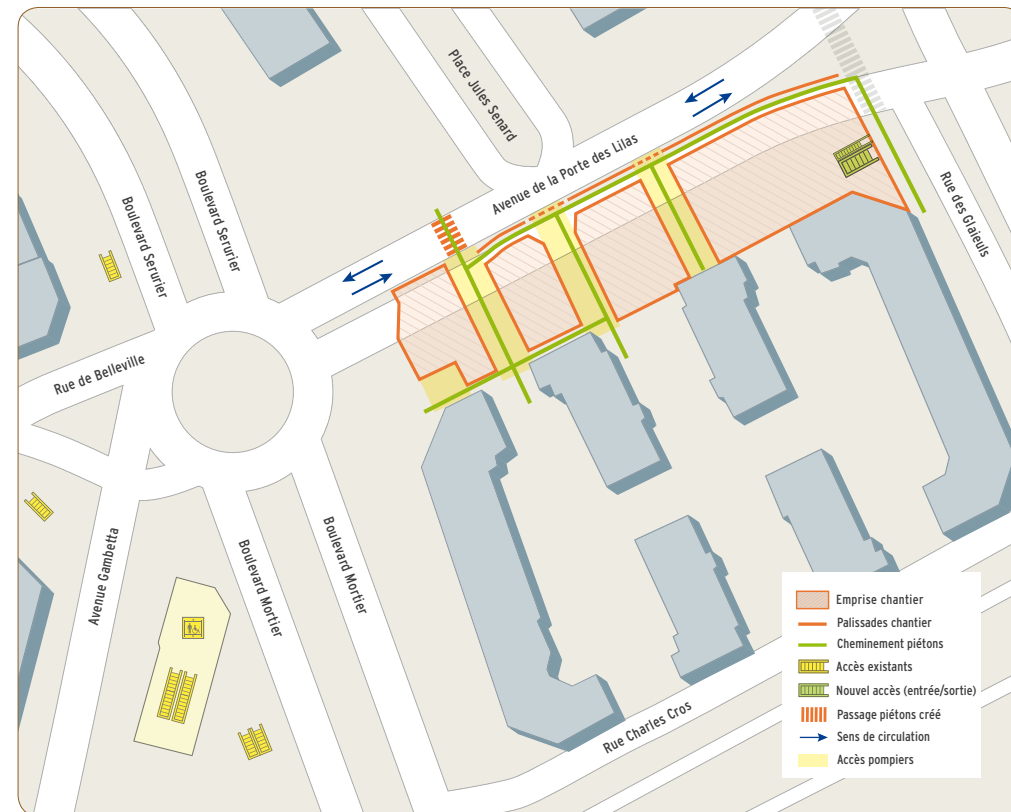 Place Jules Senard
Avenue de la Porte des Lilas
Boulevard Serurier
Boulevard Serurier
Rue des Glaieuls
Rue de Belleville
Avenue Gambetta
Boulevard Mortier
Boulevard Mortier
Rue Charles Cros
Emprise chantier
Palissades chantier
Cheminement piétons
Accès existants
Nouvel accès (entrée/sortie)
Passage piétons créé
Sens de circulation
Accès pompiers